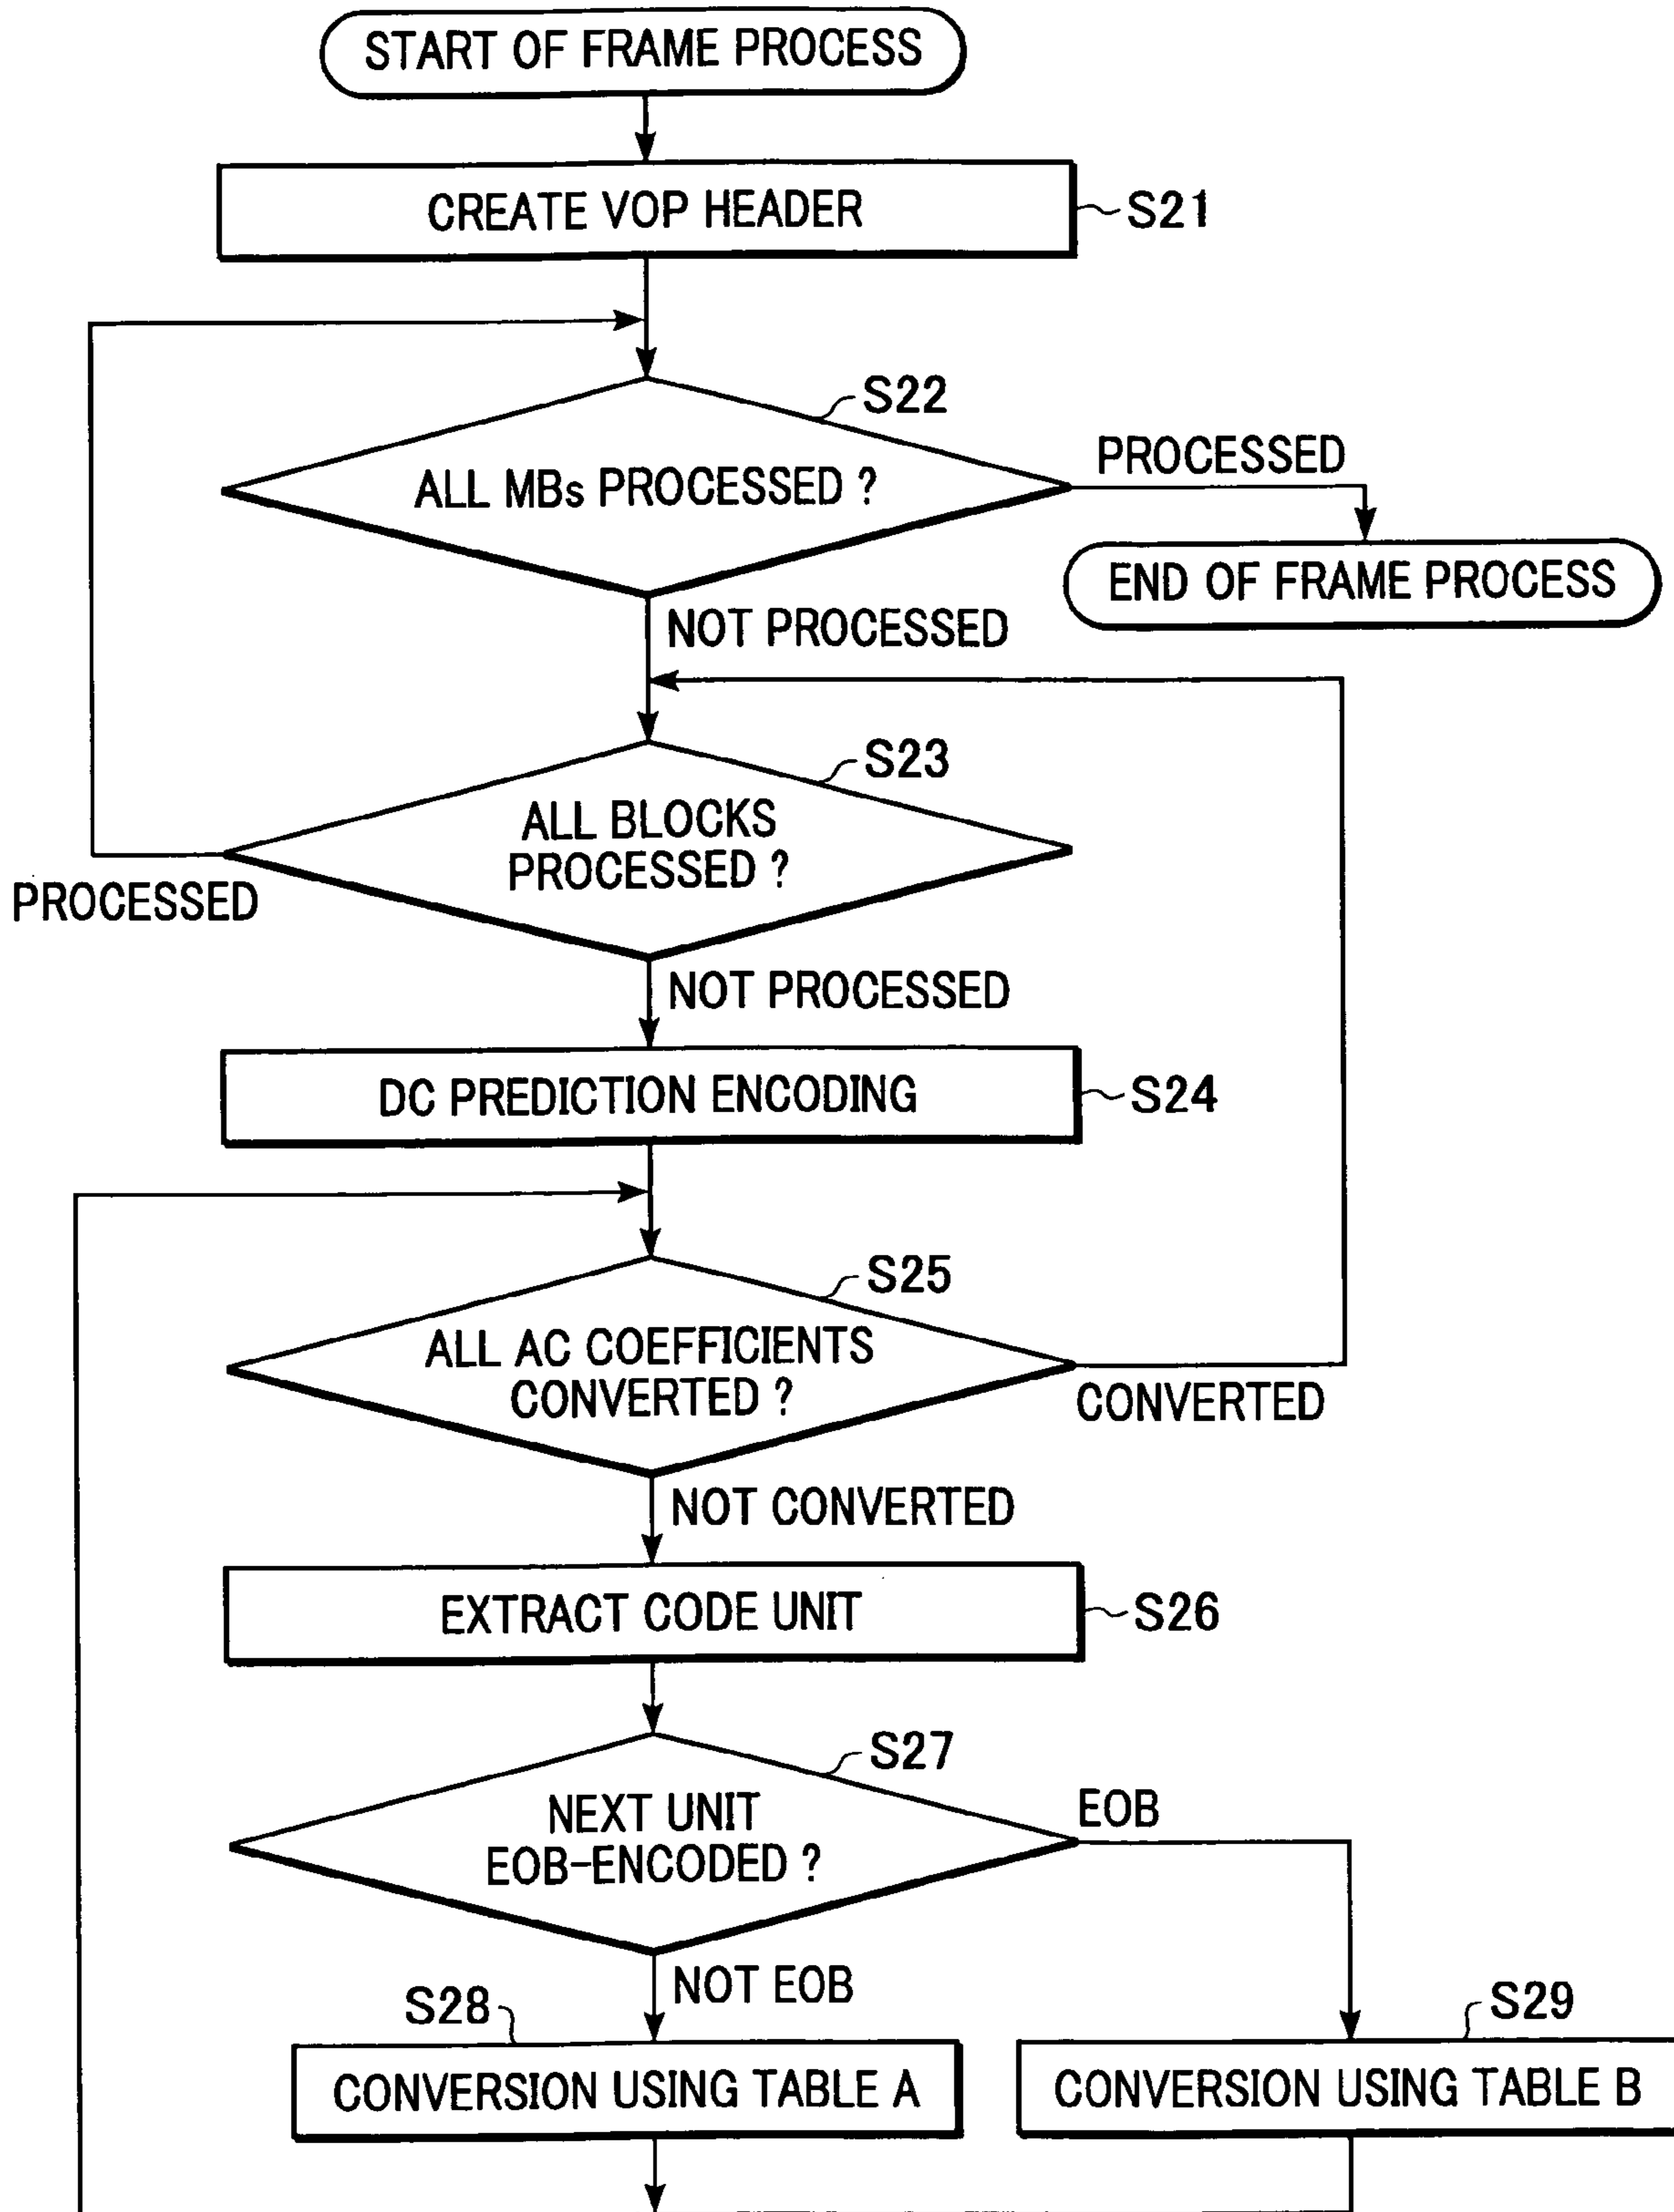 START OF FRAME PROCESS
CREATE VOP HEADER
S21
S22
ALL MBs PROCESSED ?
PROCESSED
END OF FRAME PROCESS
NOT PROCESSED
S23
ALL BLOCKS
PROCESSED ?
PROCESSED
NOT PROCESSED
DC PREDICTION ENCODING
S24
S25
ALL AC COEFFICIENTS
CONVERTED ?
CONVERTED
NOT CONVERTED
EXTRACT CODE UNIT
S26
S27
NEXT UNIT
EOB-ENCODED ?
EOB
NOT EOB
S28
S29
CONVERSION USING TABLE A
CONVERSION USING TABLE B